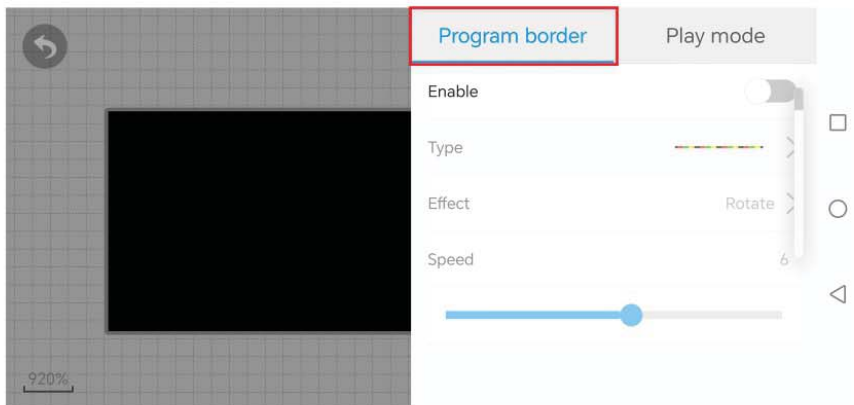 Program border
Play mode
Enable
Type
Effect
Rotate
Speed
6
920%